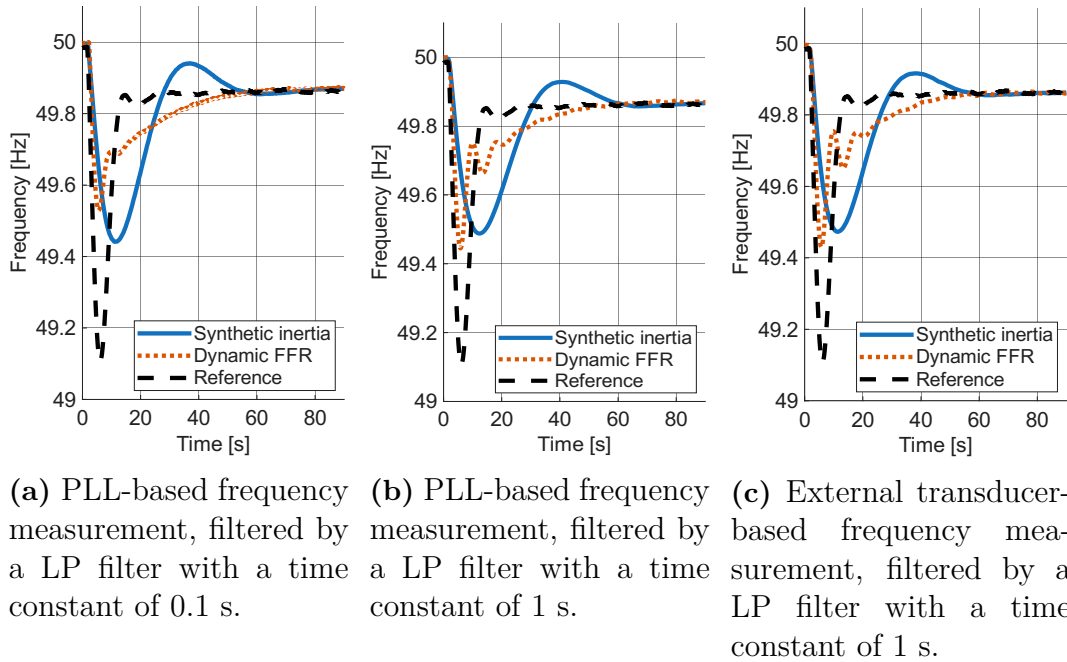 50
49.8
49.6
49.4
49.2
49
0
20
40
60
80
Frequency [Hz]
Time [s]
Synthetic inertia
Dynamic FFR
Reference
50
49.8
49.6
49.4
49.2
49
0
20
40
60
80
Frequency [Hz]
Time [s]
Synthetic inertia
Dynamic FFR
Reference
50
49.8
49.6
49.4
49.2
49
0
20
40
60
80
Frequency [Hz]
Time [s]
Synthetic inertia
Dynamic FFR
Reference
(a) PLL-based frequency
measurement, filtered by
a LP filter with a time
constant of 0.1 s.
(b) PLL-based frequency
measurement, filtered by
a LP filter with a time
constant of 1 s.
(c) External transducer-
based frequency mea-
surement, filtered by a
LP filter with a time
constant of 1 s.